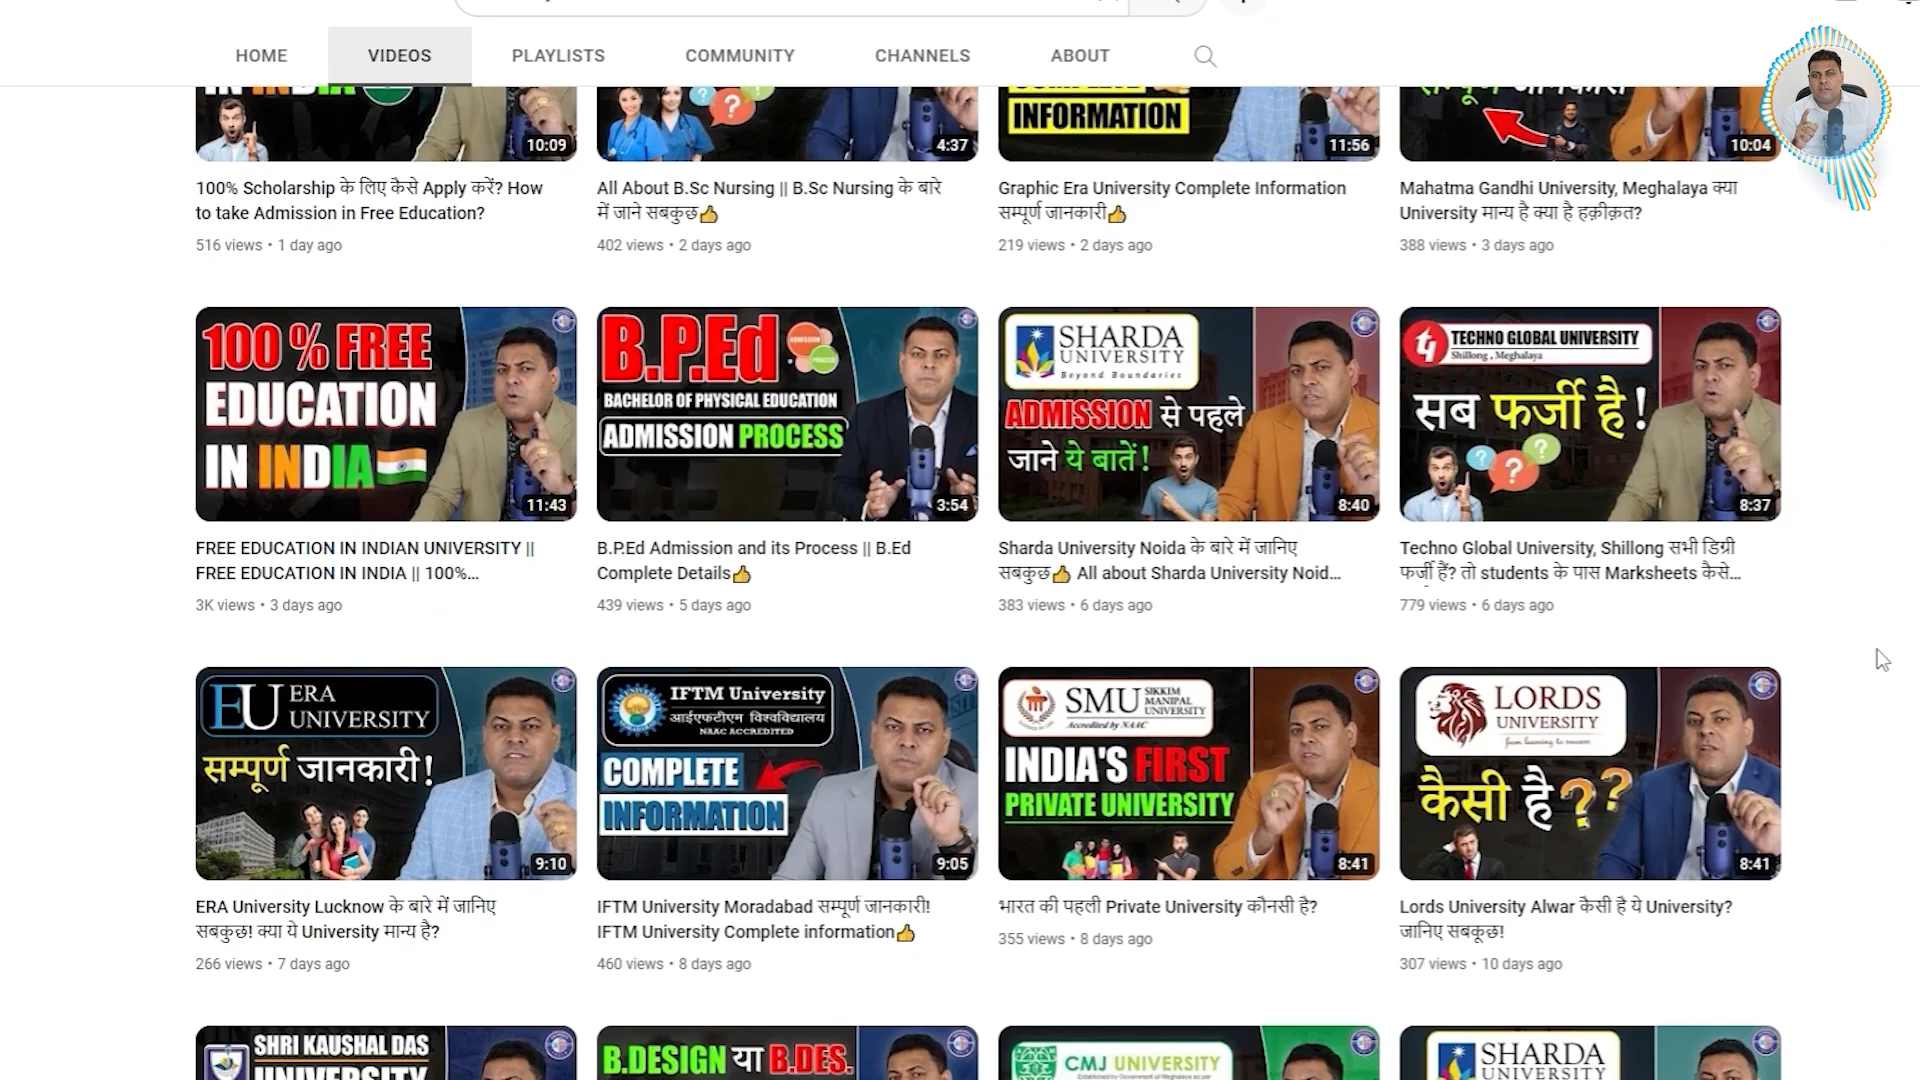 HOME VIDEOS PLAYLISTS COMMUNITY CHANNELS ABOUT
IN INDIA
10:09
4:37
INFORMATION
11:56
10:04
100% Scholarship के लिए कैसे Apply करें? How
to take Admission in Free Education?
516 views • 1 day ago
All About B.Sc Nursing || B.Sc Nursing के बारे
में जाने सबकुछ👍
402 views • 2 days ago
Graphic Era University Complete Information
सम्पूर्ण जानकारी👍
219 views • 2 days ago
Mahatma Gandhi University, Meghalaya क्या
University मान्य है क्या है हक़ीक़त?
388 views • 3 days ago
100 % FREE
EDUCATION
IN INDIA
11:43
B.P.Ed
ADMISSION
PROCESS
BACHELOR OF PHYSICAL EDUCATION
ADMISSION PROCESS
3:54
SHARDA
UNIVERSITY
Beyond Boundaries
ADMISSION से पहले
जाने ये बातें!
8:40
TECHNO GLOBAL UNIVERSITY
Shillong, Meghalaya
सब फर्जी है!
8:37
FREE EDUCATION IN INDIAN UNIVERSITY ||
FREE EDUCATION IN INDIA || 100%...
3K views • 3 days ago
B.P.Ed Admission and its Process || B.Ed
Complete Details👍
439 views • 5 days ago
Sharda University Noida के बारे में जानिए
सबकुछ👍 All about Sharda University Noid...
383 views • 6 days ago
Techno Global University, Shillong सभी डिग्री
फर्जी हैं? तो students के पास Marksheets कैसे...
779 views • 6 days ago
EU ERA
UNIVERSITY
सम्पूर्ण जानकारी!
9:10
IFTM University
आईएफटीएम विश्वविद्यालय
NAAC ACCREDITED
COMPLETE
INFORMATION
9:05
SMU SIKKIM
MANIPAL
UNIVERSITY
Accredited by NAAC
INDIA'S FIRST
PRIVATE UNIVERSITY
8:41
LORDS
UNIVERSITY
from learning to success
कैसी है??
8:41
ERA University Lucknow के बारे में जानिए
सबकुछ! क्या ये University मान्य है?
266 views • 7 days ago
IFTM University Moradabad सम्पूर्ण जानकारी!
IFTM University Complete information👍
460 views • 8 days ago
भारत की पहली Private University कौनसी है?
355 views • 8 days ago
Lords University Alwar कैसी है ये University?
जानिए सबकूछ!
307 views • 10 days ago
SHRI KAUSHAL DAS
UNIVERSITY
B.DESIGN या B.DES.
CMJ UNIVERSITY
SHARDA
UNIVERSITY